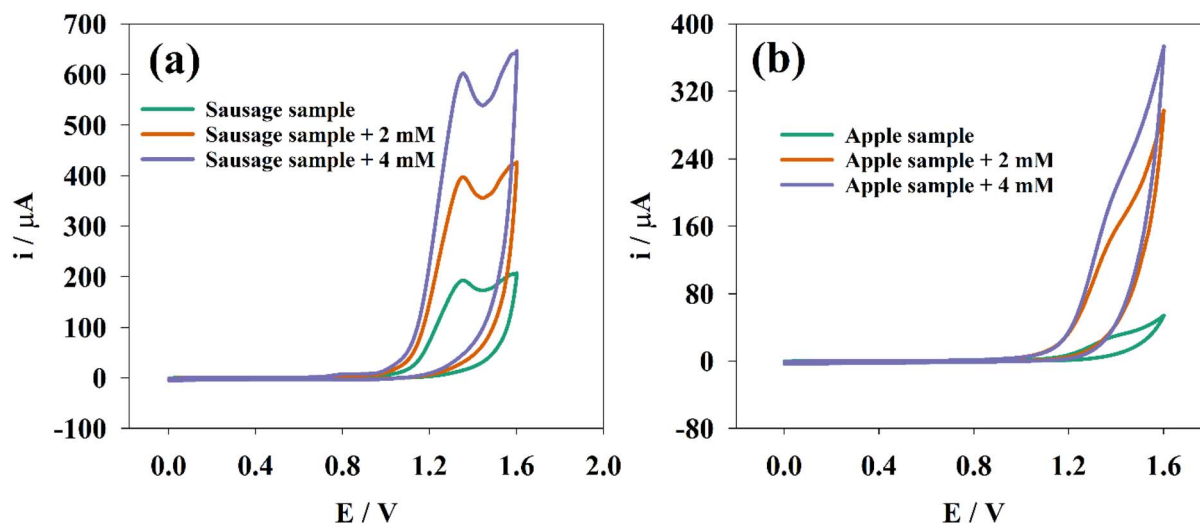 (a)
Sausage sample
Sausage sample + 2 mM
Sausage sample + 4 mM
700
600
500
400
300
200
100
0
-100
i / μA
0.0 0.4 0.8 1.2 1.6 2.0
E / V
(b)
Apple sample
Apple sample + 2 mM
Apple sample + 4 mM
400
320
240
160
80
0
-80
i / μA
0.0 0.4 0.8 1.2 1.6
E / V